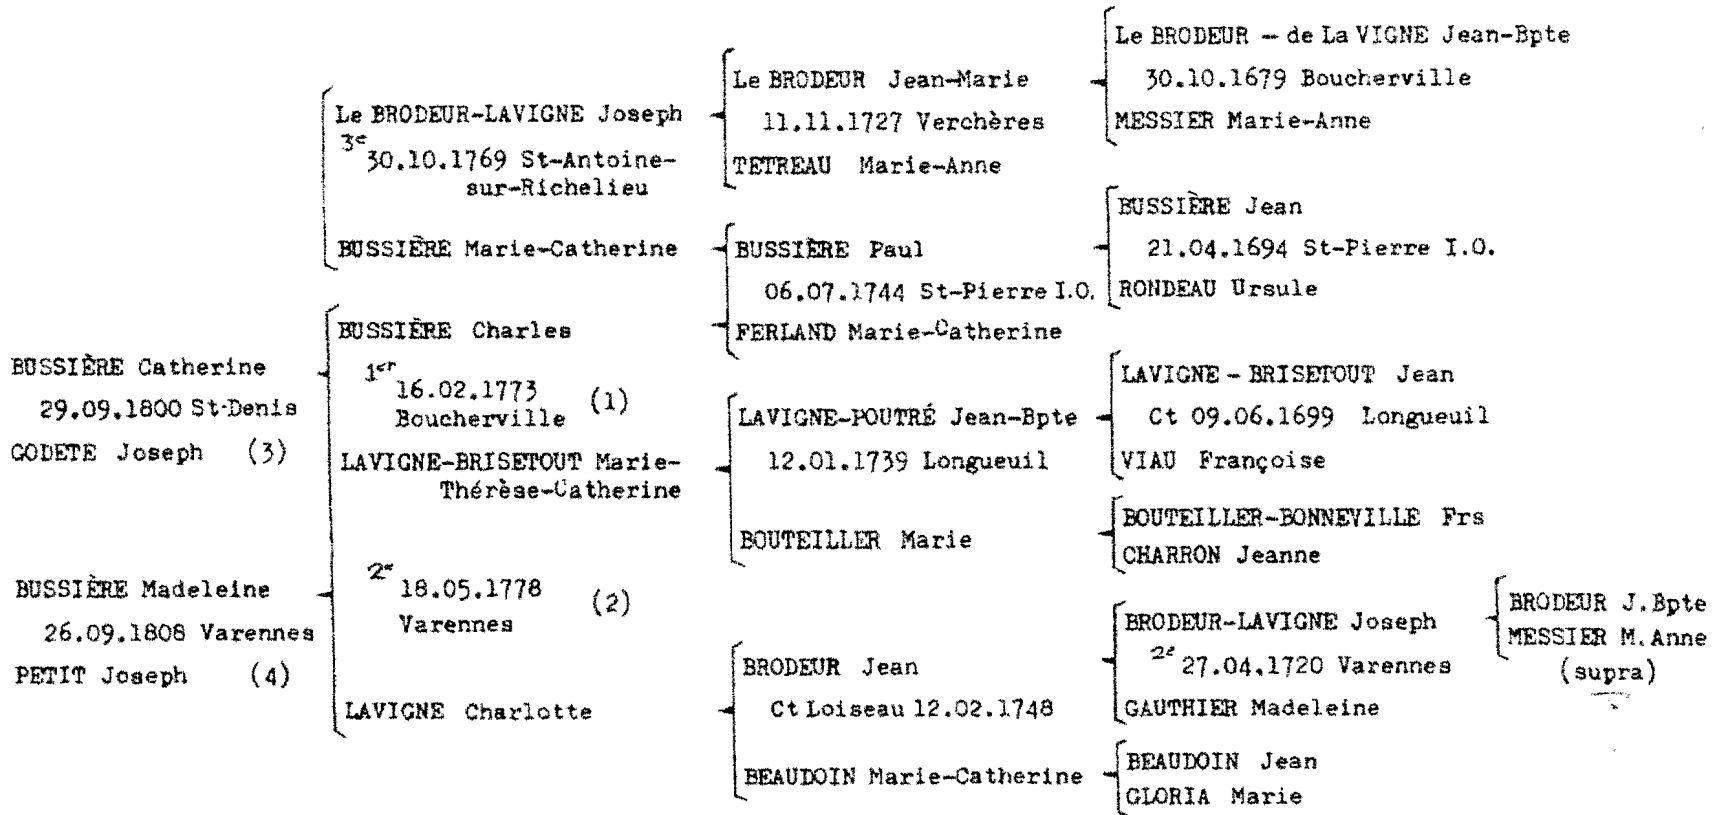 Le BRODEUR-LAVIGNE Joseph
3e
30.10.1769 St-Antoine-
sur-Richelieu
BUSSIÈRE Marie-Catherine
Le BRODEUR Jean-Marie
11.11.1727 Verchères
TETREAU Marie-Anne
Le BRODEUR - de La VIGNE Jean-Bpte
30.10.1679 Boucherville
MESSIER Marie-Anne
BUSSIÈRE Paul
06.07.1744 St-Pierre I.O.
FERLAND Marie-Catherine
BUSSIÈRE Jean
21.04.1694 St-Pierre I.O.
RONDEAU Ursule
BUSSIÈRE Catherine
29.09.1800 St-Denis
GODETE Joseph (3)
BUSSIÈRE Charles
1er
16.02.1773
Boucherville (1)
LAVIGNE-BRISETOUT Marie-
Thérèse-Catherine
LAVIGNE-POUTRÉ Jean-Bpte
12.01.1739 Longueuil
BOUTEILLER Marie
LAVIGNE - BRISETOUT Jean
Ct 09.06.1699 Longueuil
VIAU Françoise
BOUTEILLER-BONNEVILLE Frs
CHARRON Jeanne
BUSSIÈRE Madeleine
26.09.1808 Varennes
PETIT Joseph (4)
2e
18.05.1778
Varennes (2)
LAVIGNE Charlotte
BRODEUR Jean
Ct Loiseau 12.02.1748
BEAUDOIN Marie-Catherine
BRODEUR-LAVIGNE Joseph
2e 27.04.1720 Varennes
GAUTHIER Madeleine
BRODEUR J.Bpte
MESSIER M.Anne
(supra)
BEAUDOIN Jean
GLORIA Marie